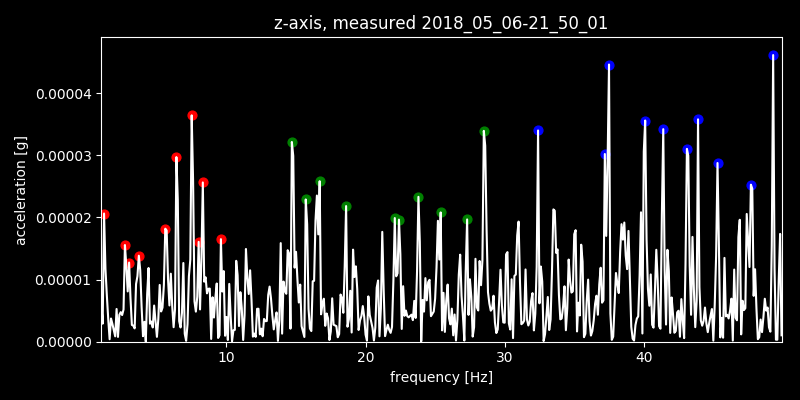 z-axis, measured 2018_05_06-21_50_01
0.00004
0.00003
0.00002
0.00001
0.00000
acceleration [g]
10 20 30 40
frequency [Hz]